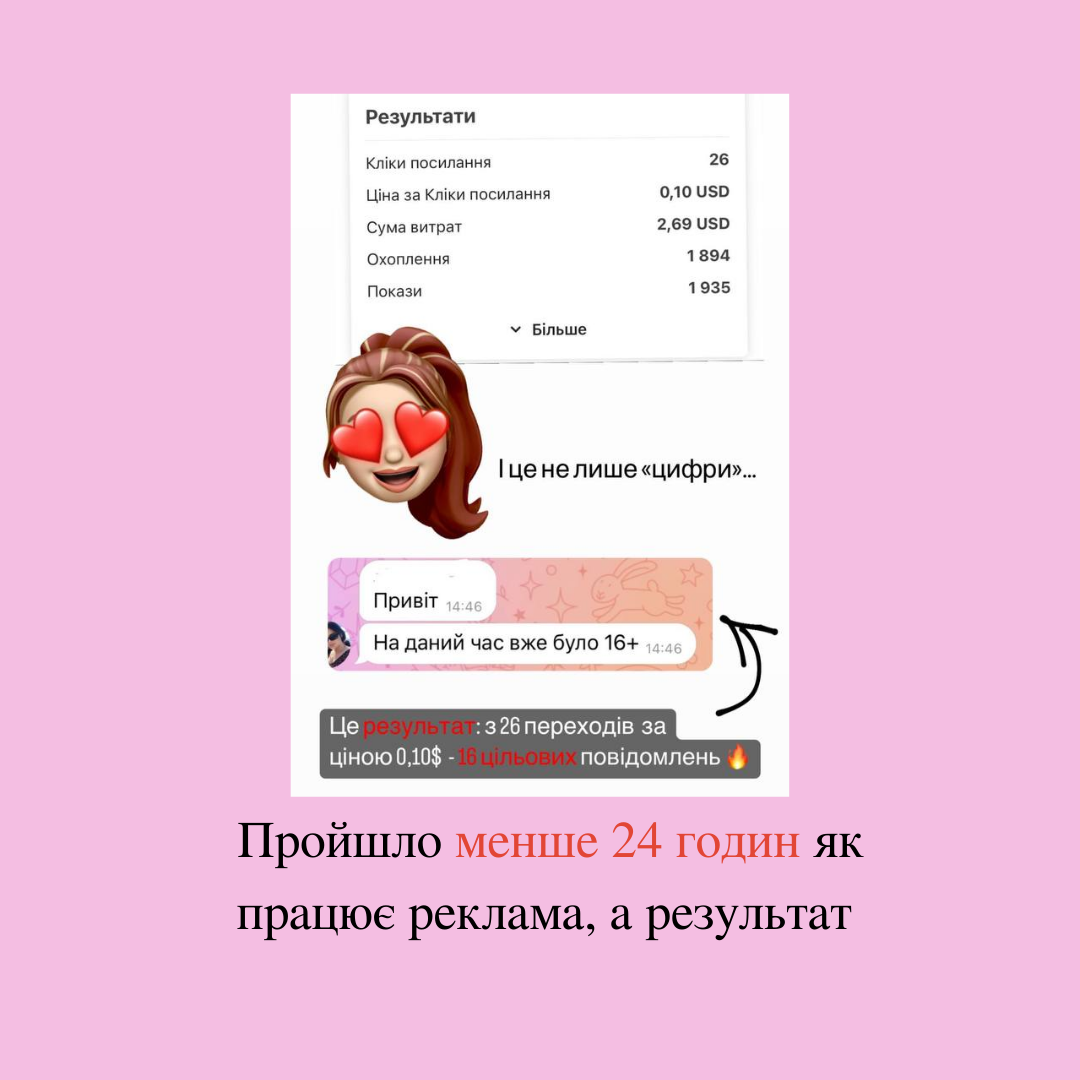 Результати
Кліки посилання 26
Ціна за Кліки посилання 0,10 USD
Сума витрат 2,69 USD
Охоплення 1 894
Покази 1 935
Більше
І це не лише «цифри»...
Привіт 14:46
На даний час вже було 16+ 14:46
Це результат: з 26 переходів за
ціною 0,10$ - 16 цільових повідомлень 🔥
Пройшло менше 24 годин як
працює реклама, а результат